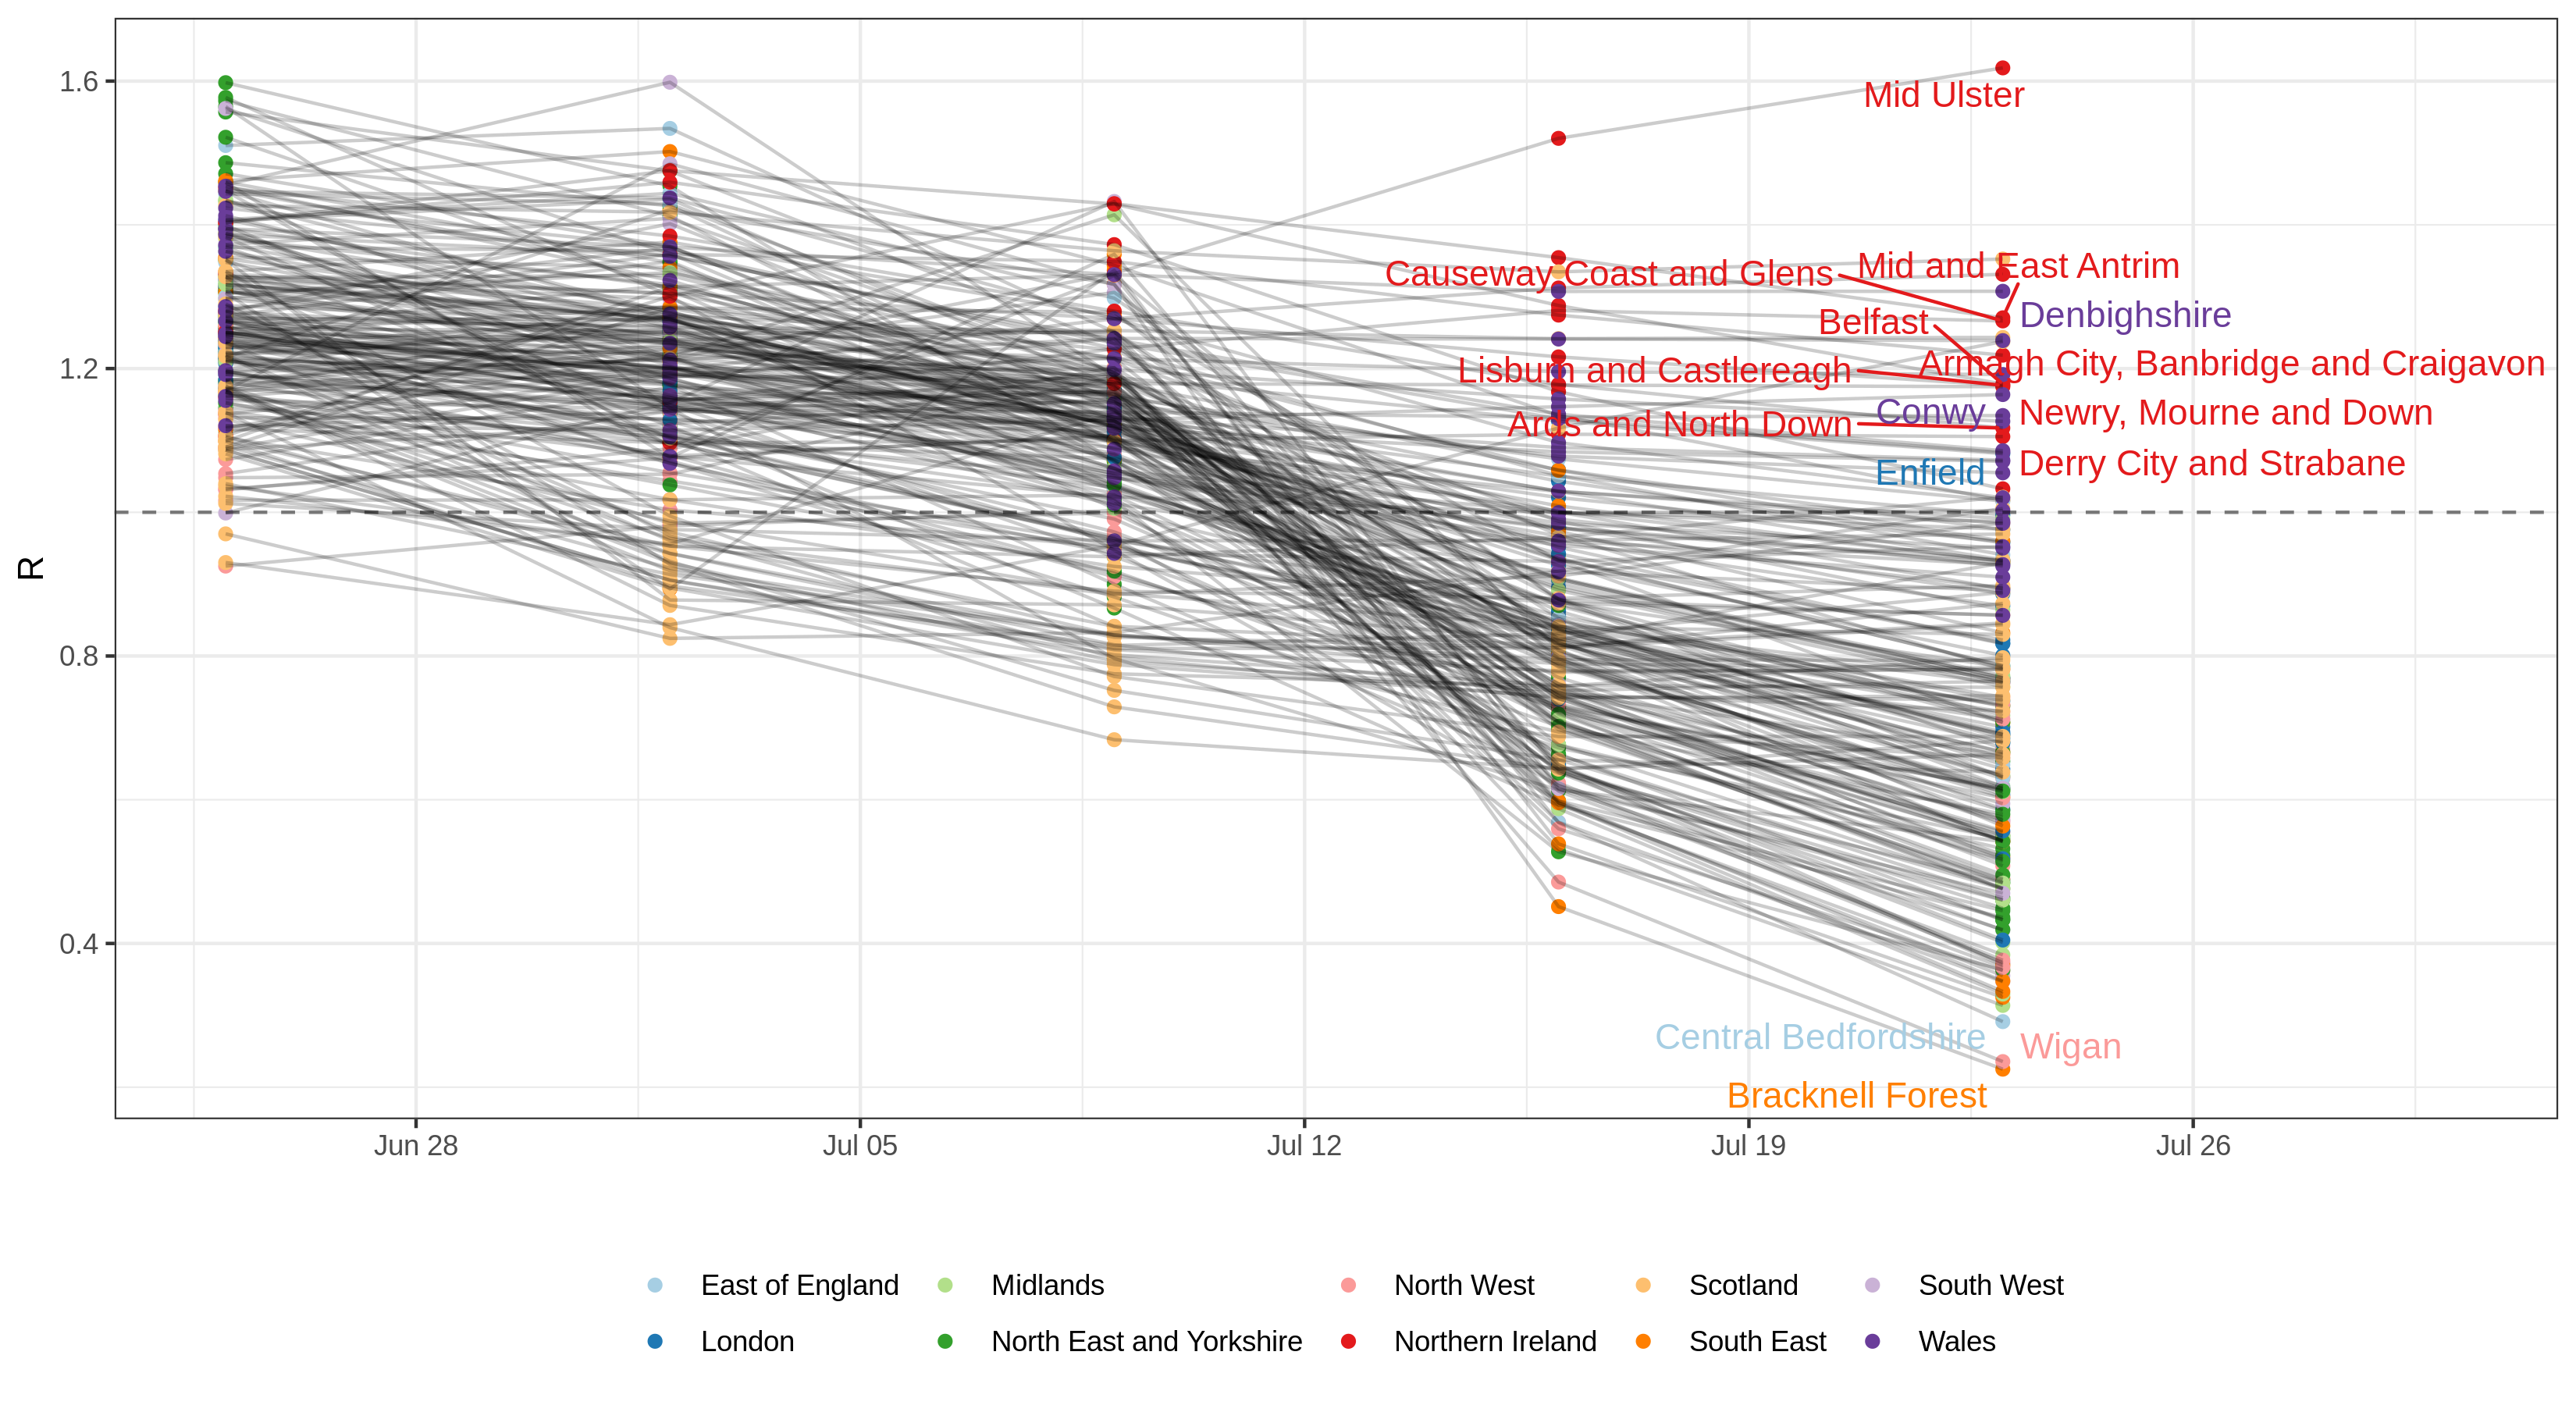 1.6
1.2
0.8
0.4
R
Mid Ulster
Causeway Coast and Glens
Mid and East Antrim
Denbighshire
Belfast
Armagh City, Banbridge and Craigavon
Lisburn and Castlereagh
Conwy
Newry, Mourne and Down
Ards and North Down
Enfield
Derry City and Strabane
Central Bedfordshire
Wigan
Bracknell Forest
Jun 28
Jul 05
Jul 12
Jul 19
Jul 26
East of England
Midlands
North West
Scotland
South West
London
North East and Yorkshire
Northern Ireland
South East
Wales